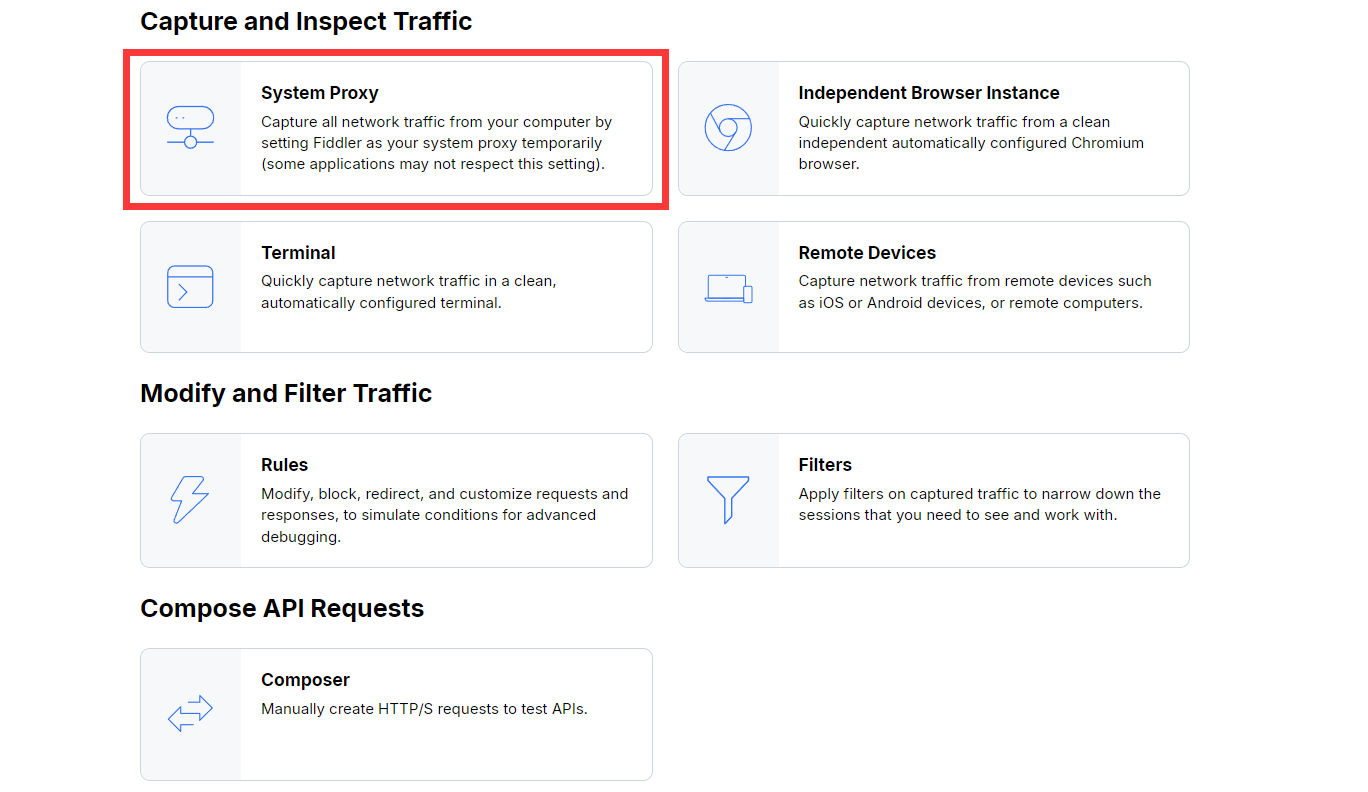 Capture and Inspect Traffic
System Proxy
Capture all network traffic from your computer by
setting Fiddler as your system proxy temporarily
(some applications may not respect this setting).
Independent Browser Instance
Quickly capture network traffic from a clean
independent automatically configured Chromium
browser.
Terminal
Quickly capture network traffic in a clean,
automatically configured terminal.
Remote Devices
Capture network traffic from remote devices such
as iOS or Android devices, or remote computers.
Modify and Filter Traffic
Rules
Modify, block, redirect, and customize requests and
responses, to simulate conditions for advanced
debugging.
Filters
Apply filters on captured traffic to narrow down the
sessions that you need to see and work with.
Compose API Requests
Composer
Manually create HTTP/S requests to test APIs.